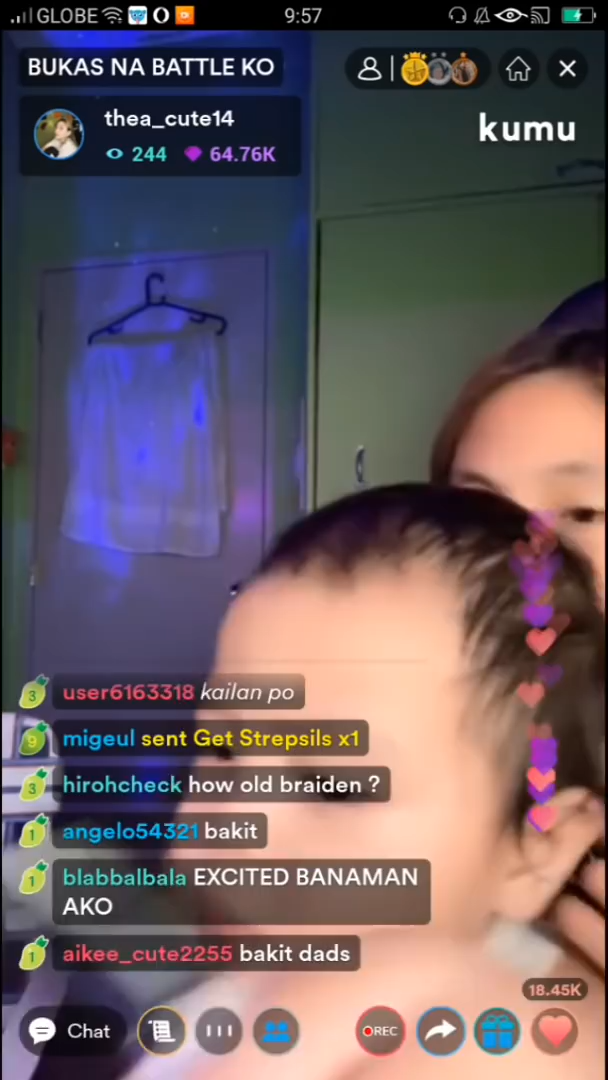 GLOBE 9:57
BUKAS NA BATTLE KO
thea_cute14
244 64.76K
kumu
3 user6163318 kailan po
9 migeul sent Get Strepsils x1
3 hirohcheck how old braiden ?
1 angelo54321 bakit
1 blabbalbala EXCITED BANAMAN
AKO
1 aikee_cute2255 bakit dads
18.45K
Chat
REC